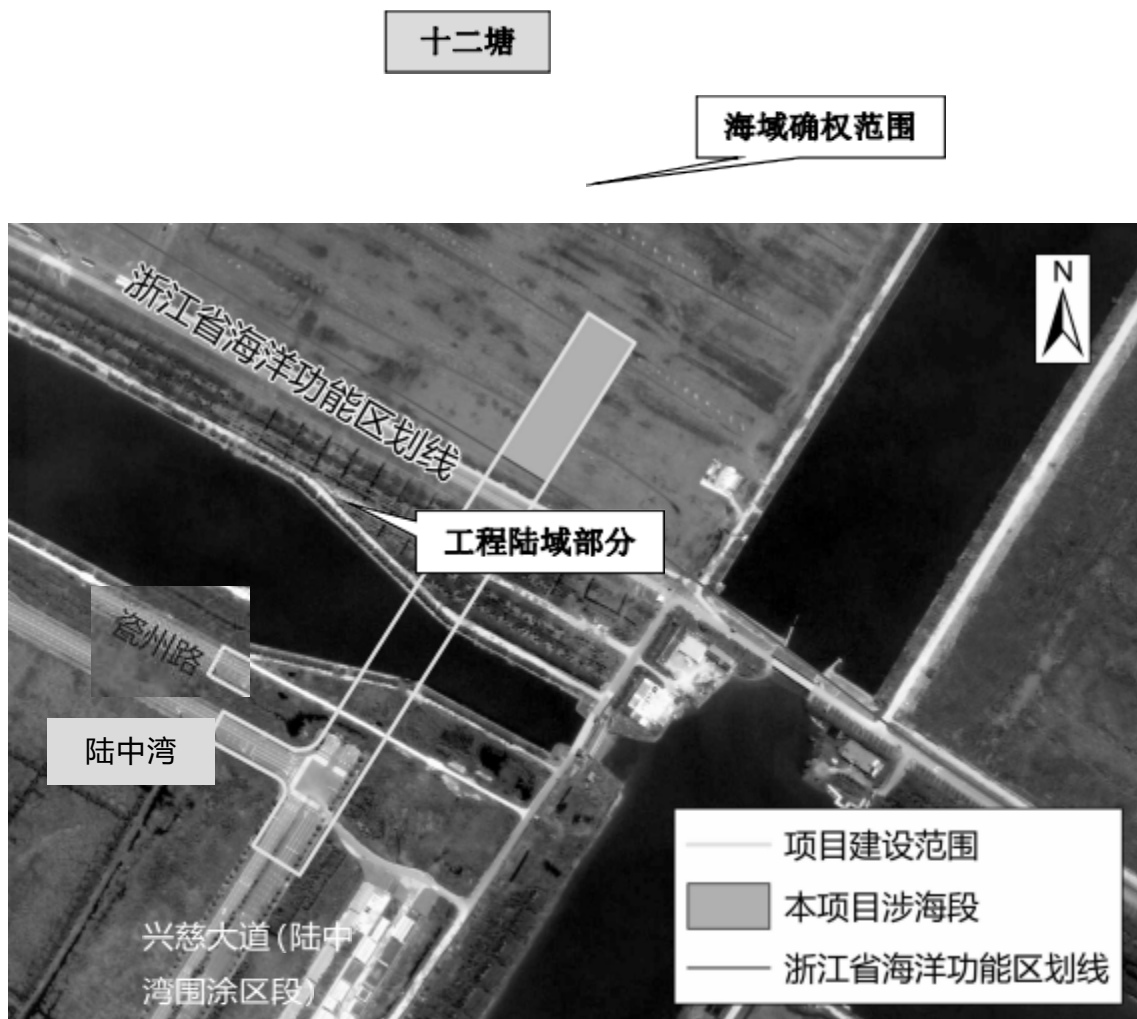 十二塘
海域确权范围
N
浙江省海洋功能区划线
工程陆域部分
瓷州路
陆中湾
兴慈大道(陆中
湾围涂区段)
项目建设范围
本项目涉海段
浙江省海洋功能区划线